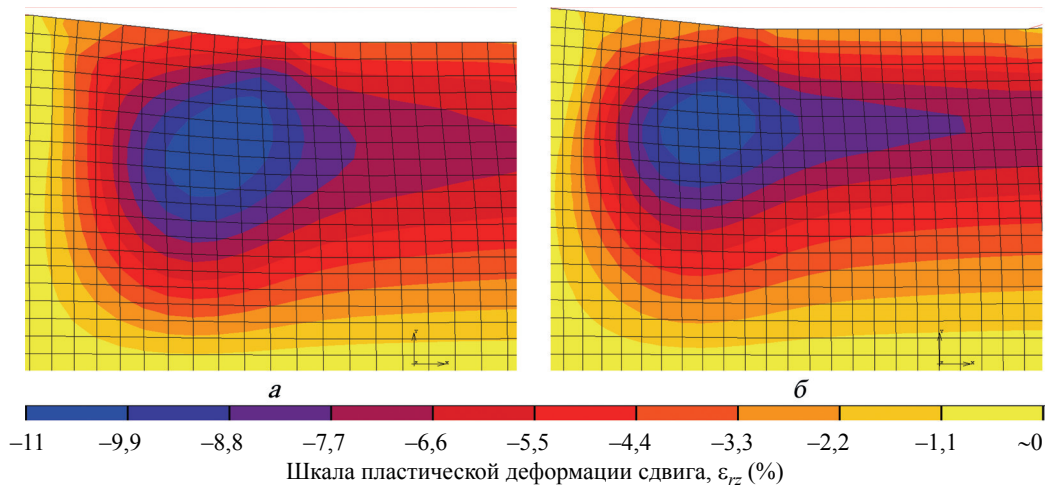 а
б
–11 –9,9 –8,8 –7,7 –6,6 –5,5 –4,4 –3,3 –2,2 –1,1 ~0
Шкала пластической деформации сдвига, εrz (%)